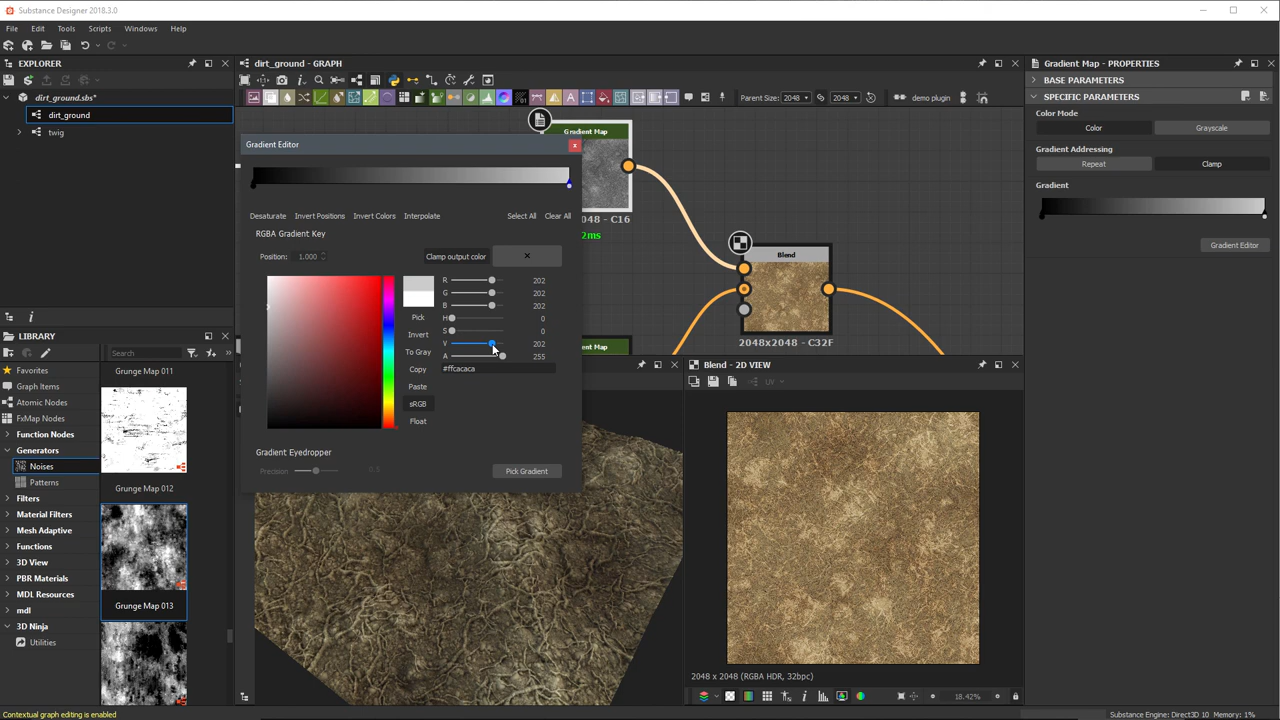 Substance Designer 2018.3.0
File Edit Tools Scripts Windows Help
EXPLORER
dirt_ground.sbs*
dirt_ground
twig
dirt_ground - GRAPH
Parent Size: 2048 2048 demo plugin
Gradient Map
2048 - C16
2ms
Blend
2048x2048 - C32F
Gradient Map
Gradient Editor
x
Desaturate Invert Positions Invert Colors Interpolate Select All Clear All
RGBA Gradient Key
Position: 1.000 Clamp output color
R 202
G 202
B 202
H 0
S 0
V 202
A 255
#ffcacaca
Pick
Invert
To Gray
Copy
Paste
sRGB
Float
Gradient Eyedropper
Precision 0.5 Pick Gradient
LIBRARY
Search
Favorites
Graph Items
Atomic Nodes
FxMap Nodes
Function Nodes
Generators
Noises
Patterns
Filters
Material Filters
Mesh Adaptive
Functions
3D View
PBR Materials
MDL Resources
mdl
3D Ninja
Utilities
Grunge Map 011
Grunge Map 012
Grunge Map 013
Blend - 2D VIEW
UV
2048 x 2048 (RGBA HDR, 32bpc)
18.42%
Gradient Map - PROPERTIES
BASE PARAMETERS
SPECIFIC PARAMETERS
Color Mode
Color Grayscale
Gradient Addressing
Repeat Clamp
Gradient
Gradient Editor
Contextual graph editing is enabled
Substance Engine: Direct3D 10 Memory: 1%